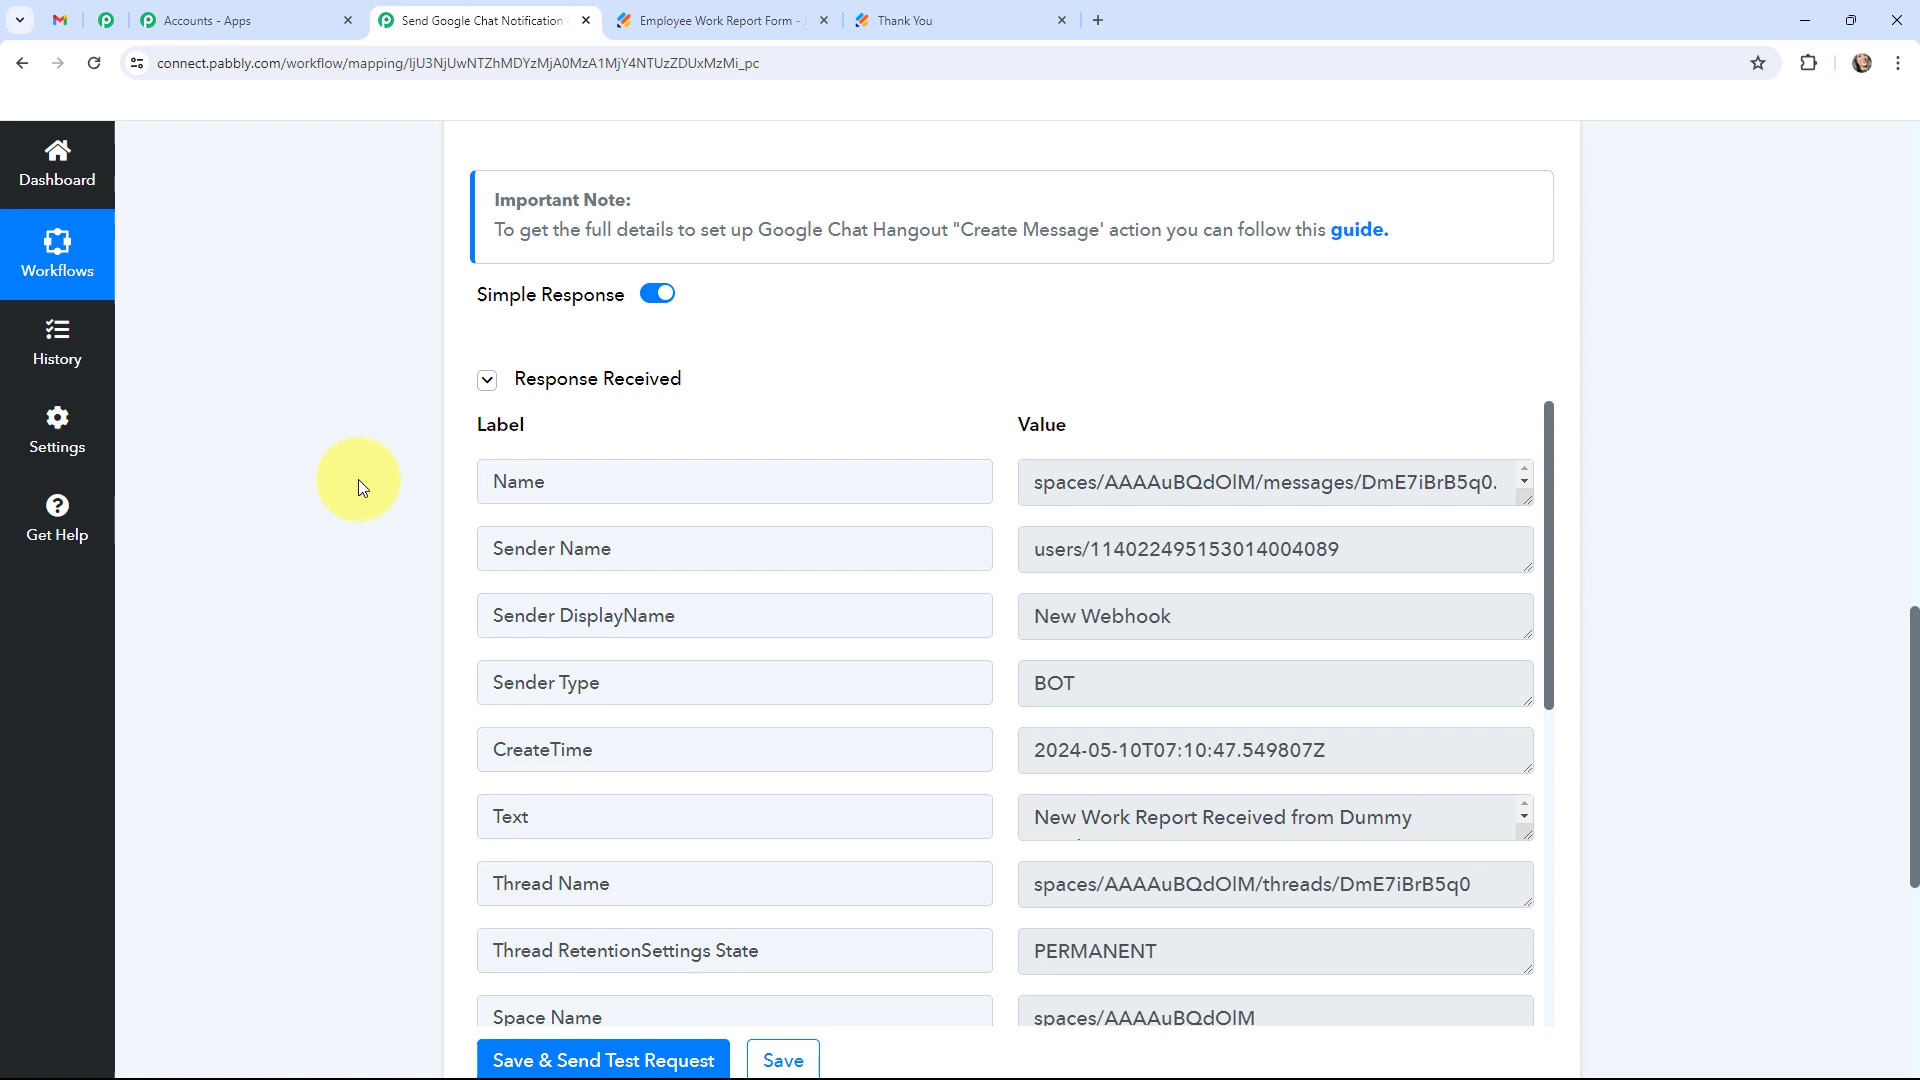 Accounts - Apps
Send Google Chat Notification
Employee Work Report Form -
Thank You
connect.pabbly.com/workflow/mapping/IjU3NjUwNTZhMDYzMjA0MzA1MjY4NTUzZDUxMzMi_pc
Dashboard
Workflows
History
Settings
Get Help
Important Note:
To get the full details to set up Google Chat Hangout "Create Message' action you can follow this guide.
Simple Response
Response Received
Label Value
Name spaces/AAAAuBQdOlM/messages/DmE7iBrB5q0.
Sender Name users/114022495153014004089
Sender DisplayName New Webhook
Sender Type BOT
CreateTime 2024-05-10T07:10:47.549807Z
Text New Work Report Received from Dummy
Thread Name spaces/AAAAuBQdOlM/threads/DmE7iBrB5q0
Thread RetentionSettings State PERMANENT
Space Name spaces/AAAAuBQdOlM
Save & Send Test Request Save